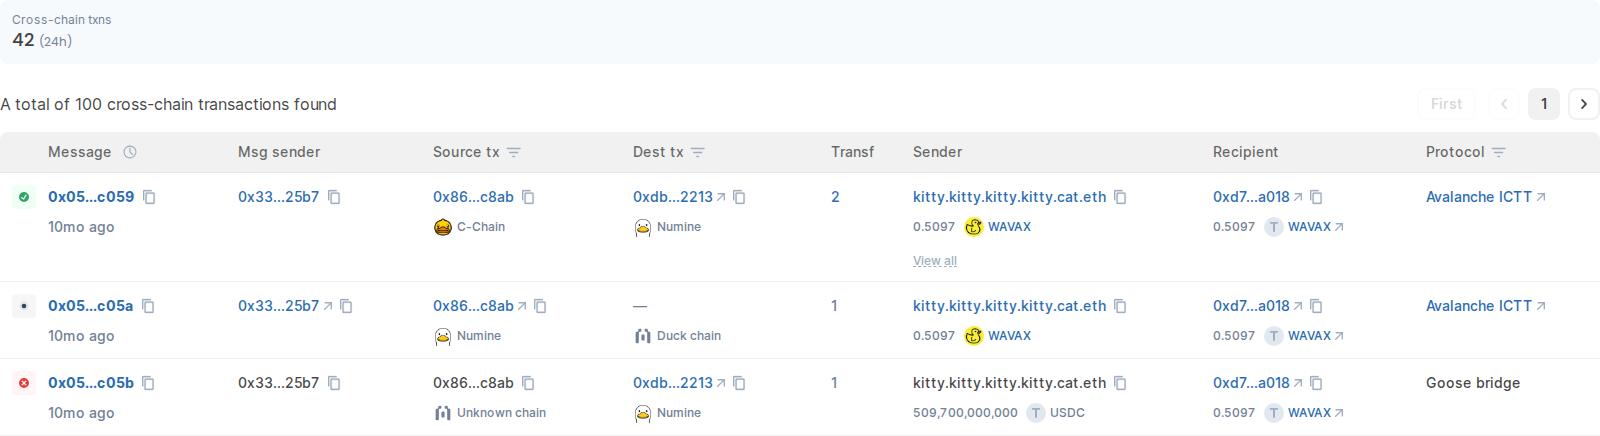 Cross-chain txns
42 (24h)
A total of 100 cross-chain transactions found
First 1
Message Msg sender Source tx Dest tx Transf Sender Recipient Protocol
0x05...c059 0x33...25b7 0x86...c8ab 0xdb...2213 2 kitty.kitty.kitty.kitty.cat.eth 0xd7...a018 Avalanche ICTT
10mo ago C-Chain Numine 0.5097 WAVAX 0.5097 T WAVAX
View all
0x05...c05a 0x33...25b7 0x86...c8ab — 1 kitty.kitty.kitty.kitty.cat.eth 0xd7...a018 Avalanche ICTT
10mo ago Numine Duck chain 0.5097 WAVAX 0.5097 T WAVAX
0x05...c05b 0x33...25b7 0x86...c8ab 0xdb...2213 1 kitty.kitty.kitty.kitty.cat.eth 0xd7...a018 Goose bridge
10mo ago Unknown chain Numine 509,700,000,000 T USDC 0.5097 T WAVAX